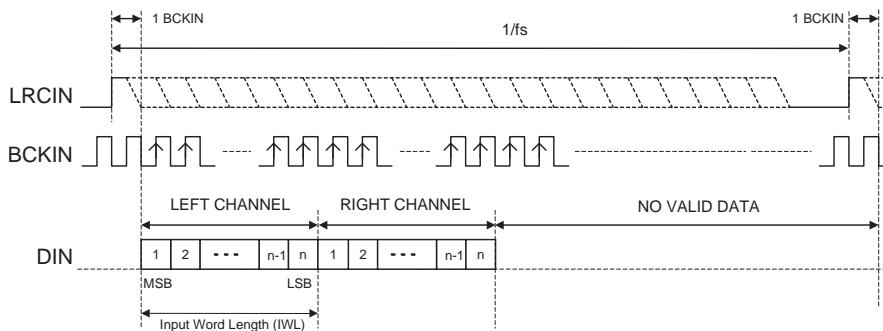 1 BCKIN
1 BCKIN
1/fs
LRCIN
BCKIN
LEFT CHANNEL
RIGHT CHANNEL
NO VALID DATA
DIN
1 2 n-1 n 1 2 n-1 n
MSB
LSB
Input Word Length (IWL)